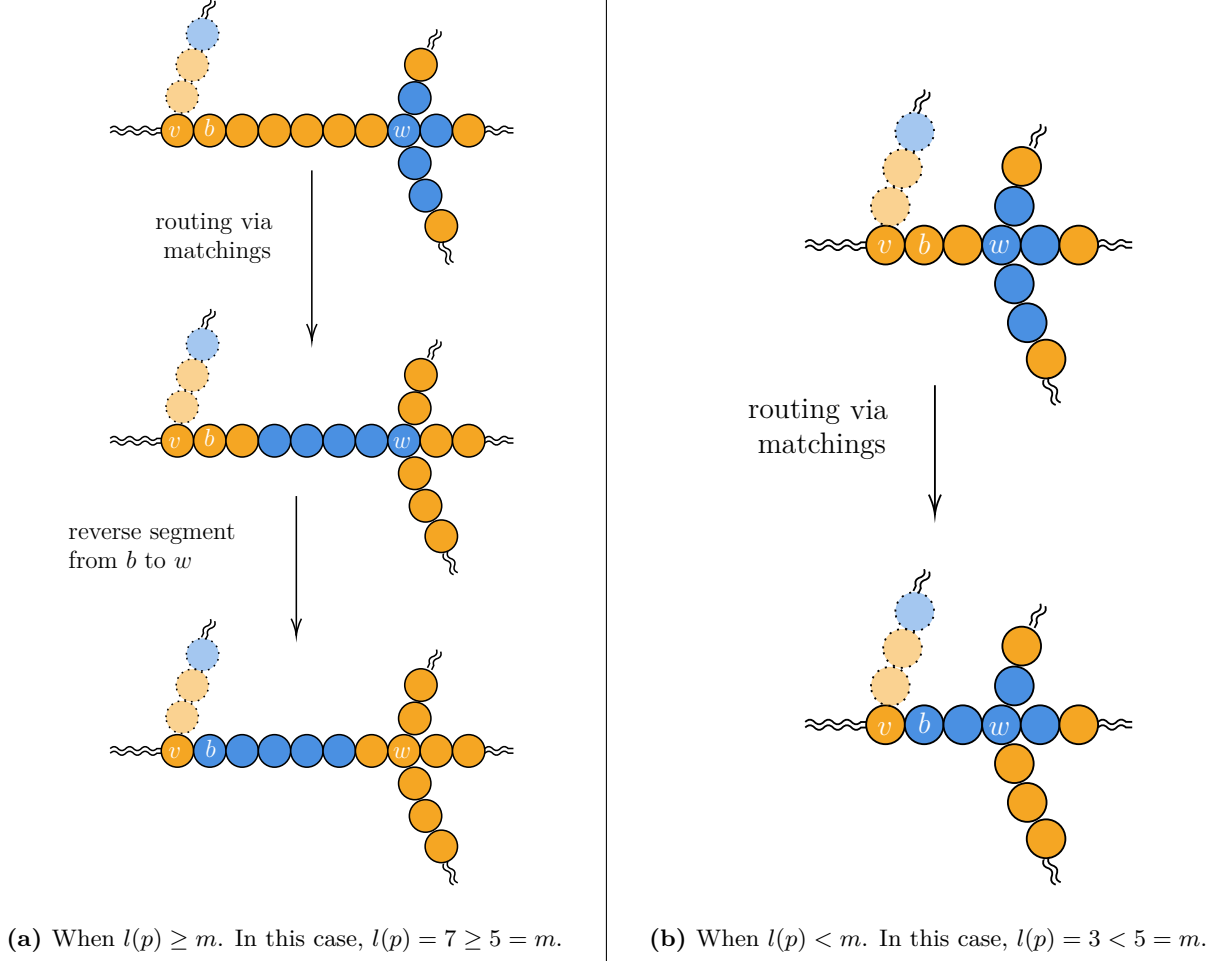 v b w
routing via
matchings
v b w
reverse segment
from b to w
v b w
(a) When l(p) ≥ m. In this case, l(p) = 7 ≥ 5 = m.
v b w
routing via
matchings
v b w
(b) When l(p) < m. In this case, l(p) = 3 < 5 = m.